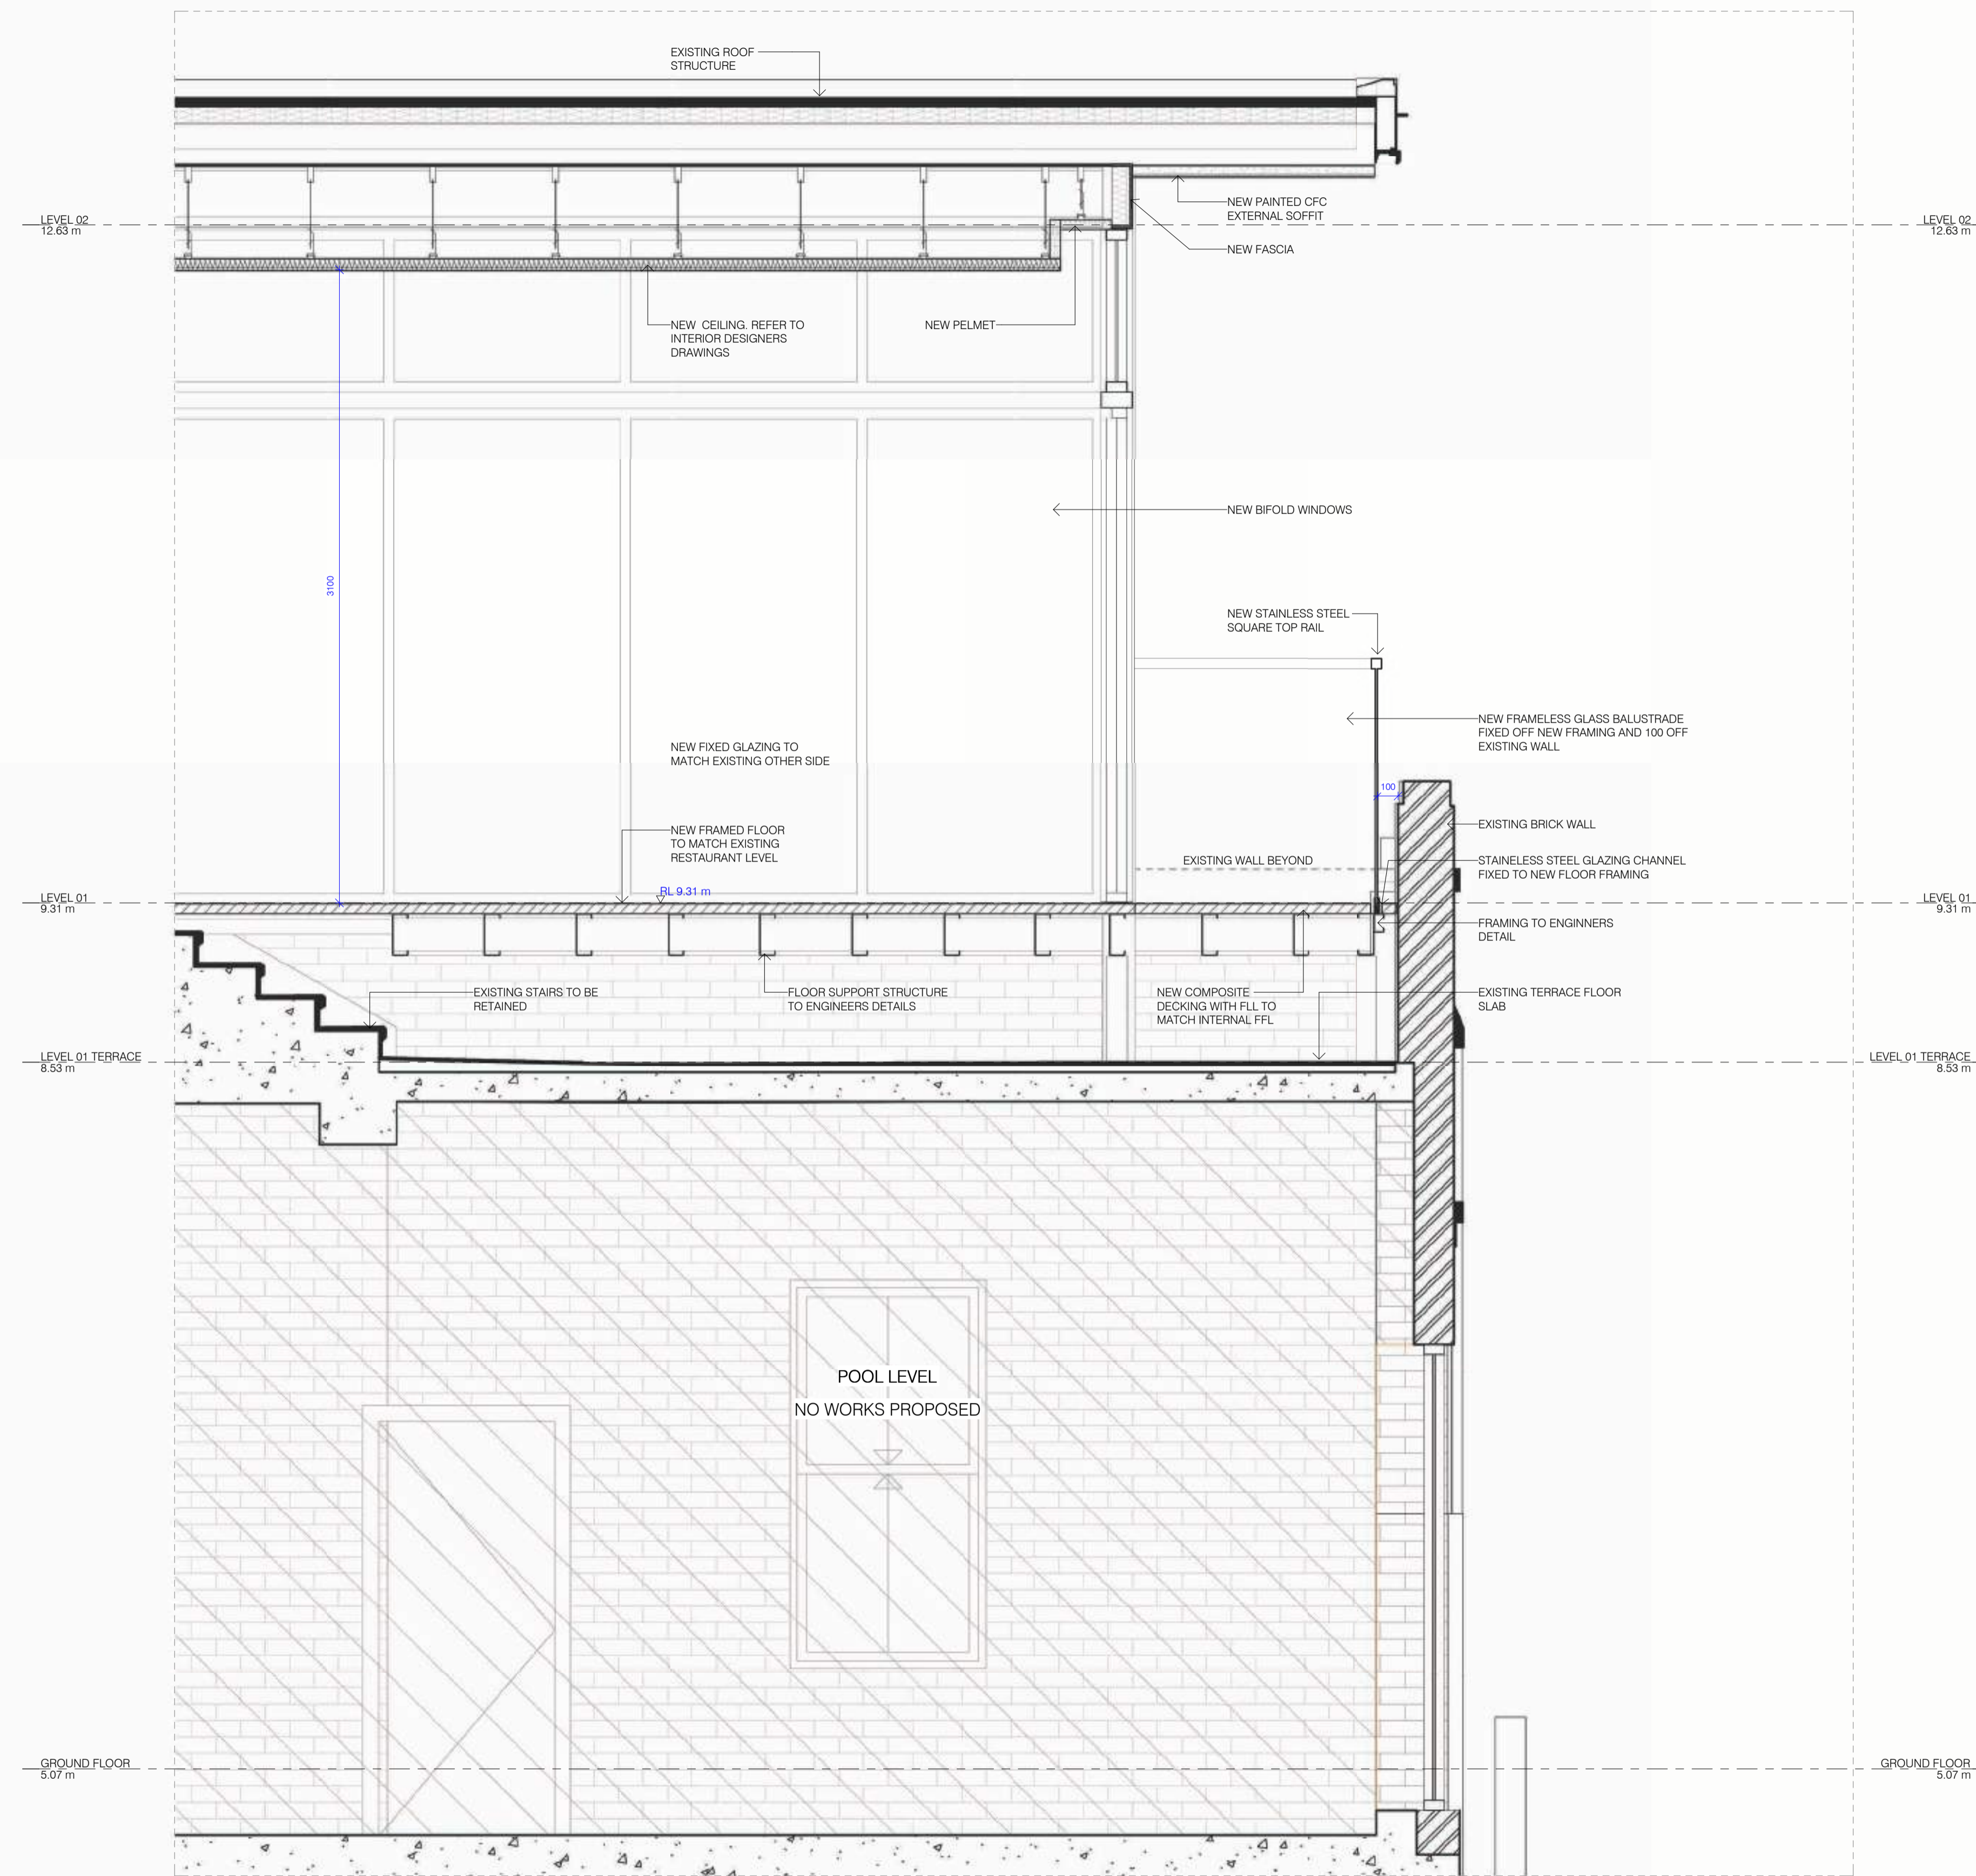 EXISTING ROOF
STRUCTURE
NEW PAINTED CFC
EXTERNAL SOFFIT
LEVEL 02
12.63 m
LEVEL 02
12.63 m
NEW FASCIA
NEW CEILING. REFER TO
INTERIOR DESIGNERS
DRAWINGS
NEW PELMET
NEW BIFOLD WINDOWS
3100
NEW STAINLESS STEEL
SQUARE TOP RAIL
NEW FRAMELESS GLASS BALUSTRADE
FIXED OFF NEW FRAMING AND 100 OFF
EXISTING WALL
NEW FIXED GLAZING TO
MATCH EXISTING OTHER SIDE
100
NEW FRAMED FLOOR
TO MATCH EXISTING
RESTAURANT LEVEL
EXISTING BRICK WALL
EXISTING WALL BEYOND
STAINELESS STEEL GLAZING CHANNEL
FIXED TO NEW FLOOR FRAMING
RL 9.31 m
LEVEL 01
9.31 m
LEVEL 01
9.31 m
FRAMING TO ENGINNERS
DETAIL
EXISTING STAIRS TO BE
RETAINED
FLOOR SUPPORT STRUCTURE
TO ENGINEERS DETAILS
NEW COMPOSITE
DECKING WITH FLL TO
MATCH INTERNAL FFL
EXISTING TERRACE FLOOR
SLAB
LEVEL 01 TERRACE
8.53 m
LEVEL 01 TERRACE
8.53 m
POOL LEVEL
NO WORKS PROPOSED
GROUND FLOOR
5.07 m
GROUND FLOOR
5.07 m